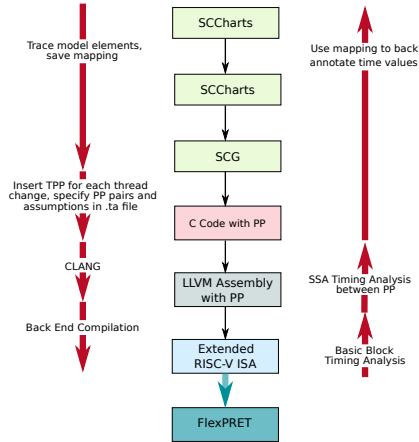 SCCharts
Trace model elements,
save mapping
Use mapping to back
annotate time values
SCCharts
SCG
Insert TPP for each thread
change, specify PP pairs and
assumptions in .ta file
C Code with PP
CLANG
LLVM Assembly
with PP
SSA Timing Analysis
between PP
Back End Compilation
Extended
RISC-V ISA
Basic Block
Timing Analysis
FlexPRET